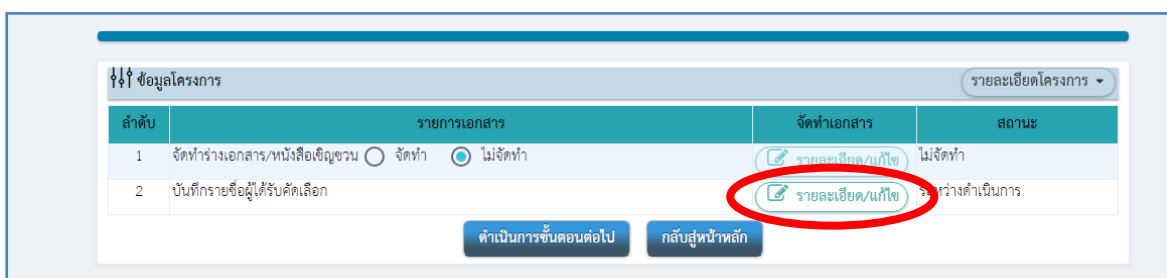 ข้อมูลโครงการ รายละเอียดโครงการ
ลำดับ รายการเอกสาร จัดทำเอกสาร สถานะ
1 จัดทำร่างเอกสาร/หนังสือเชิญชวน จัดทำ ไม่จัดทำ รายละเอียด/แก้ไข ไม่จัดทำ
2 บันทึกรายชื่อผู้ได้รับคัดเลือก รายละเอียด/แก้ไข ระหว่างดำเนินการ
ดำเนินการขั้นตอนต่อไป กลับสู่หน้าหลัก